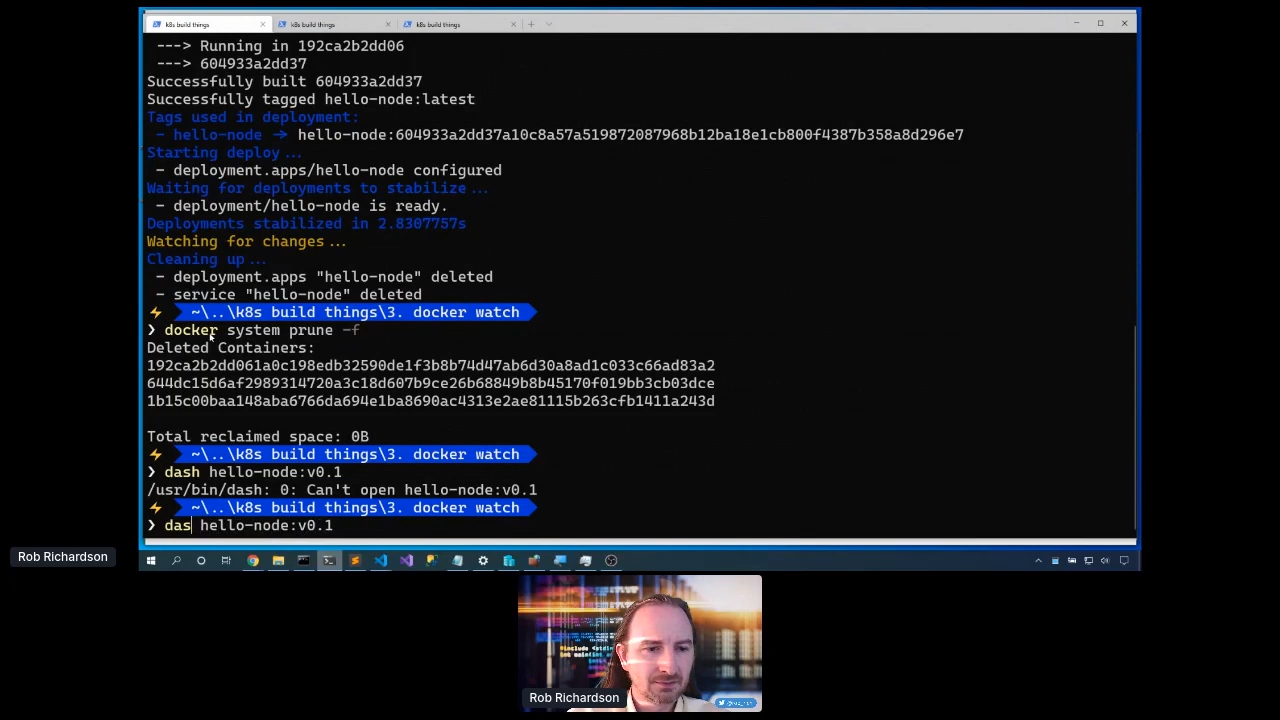 k8s build things
k8s build things
k8s build things
---> Running in 192ca2b2dd06
---> 604933a2dd37
Successfully built 604933a2dd37
Successfully tagged hello-node:latest
Tags used in deployment:
- hello-node -> hello-node:604933a2dd37a10c8a57a519872087968b12ba18e1cb800f4387b358a8d296e7
Starting deploy...
- deployment.apps/hello-node configured
Waiting for deployments to stabilize...
- deployment/hello-node is ready.
Deployments stabilized in 2.8307757s
Watching for changes...
Cleaning up...
- deployment.apps "hello-node" deleted
- service "hello-node" deleted
~\..\k8s build things\3. docker watch
❯ docker system prune -f
Deleted Containers:
192ca2b2dd061a0c198edb32590de1f3b8b74d47ab6d30a8ad1c033c66ad83a2
644dc15d6af2989314720a3c18d607b9ce26b68849b8b45170f019bb3cb03dce
1b15c00baa148aba6766da694e1ba8690ac4313e2ae81115b263cfb1411a243d
Total reclaimed space: 0B
~\..\k8s build things\3. docker watch
❯ dash hello-node:v0.1
/usr/bin/dash: 0: Can't open hello-node:v0.1
~\..\k8s build things\3. docker watch
❯ das hello-node:v0.1
Rob Richardson
Rob Richardson